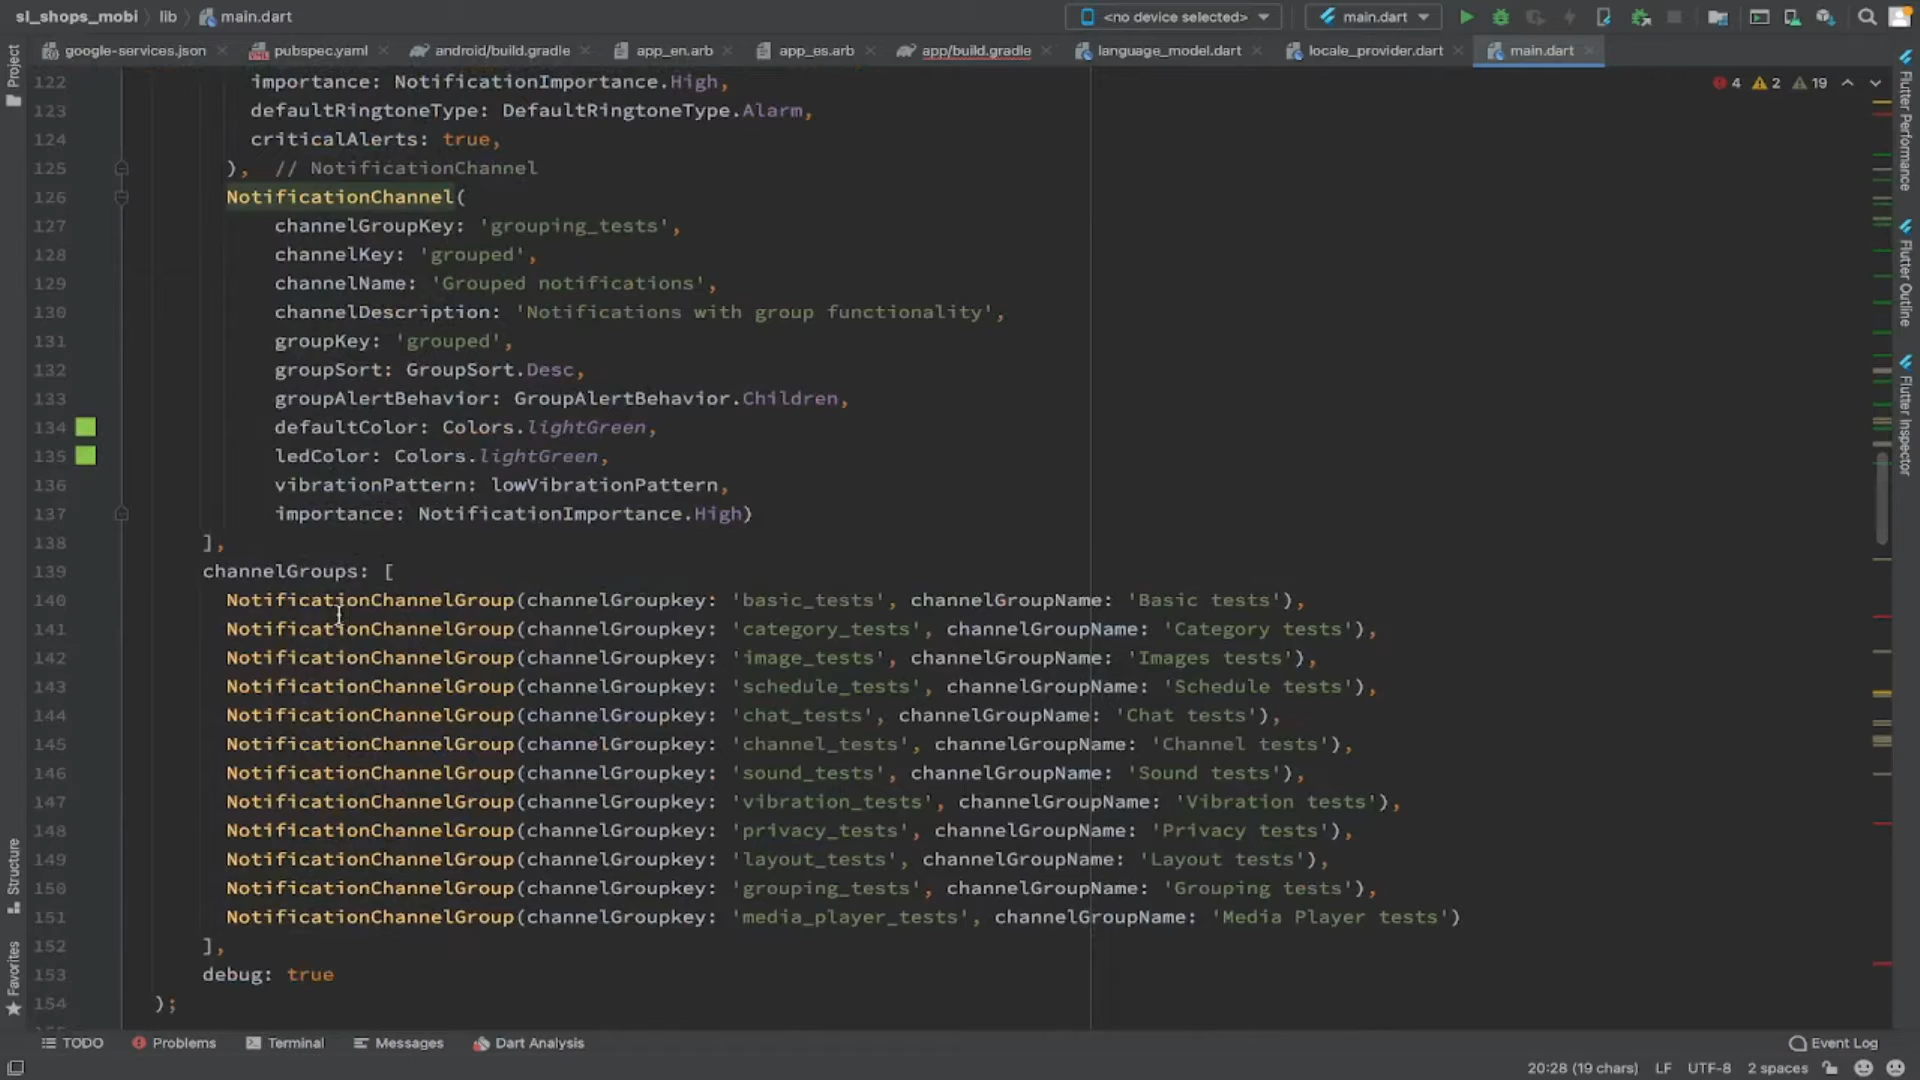 sl_shops_mobi lib main.dart <no device selected> main.dart
google-services.json pubspec.yaml android/build.gradle app_en.arb app_es.arb app/build.gradle language_model.dart locale_provider.dart main.dart
Project
4 2 19
122 importance: NotificationImportance.High,
123 defaultRingtoneType: DefaultRingtoneType.Alarm,
124 criticalAlerts: true,
125 ), // NotificationChannel
126 NotificationChannel(
127 channelGroupKey: 'grouping_tests',
128 channelKey: 'grouped',
129 channelName: 'Grouped notifications',
130 channelDescription: 'Notifications with group functionality',
131 groupKey: 'grouped',
132 groupSort: GroupSort.Desc,
133 groupAlertBehavior: GroupAlertBehavior.Children,
134 defaultColor: Colors.lightGreen,
135 ledColor: Colors.lightGreen,
136 vibrationPattern: lowVibrationPattern,
137 importance: NotificationImportance.High)
138 ],
139 channelGroups: [
140 NotificationChannelGroup(channelGroupkey: 'basic_tests', channelGroupName: 'Basic tests'),
141 NotificationChannelGroup(channelGroupkey: 'category_tests', channelGroupName: 'Category tests'),
142 NotificationChannelGroup(channelGroupkey: 'image_tests', channelGroupName: 'Images tests'),
143 NotificationChannelGroup(channelGroupkey: 'schedule_tests', channelGroupName: 'Schedule tests'),
144 NotificationChannelGroup(channelGroupkey: 'chat_tests', channelGroupName: 'Chat tests'),
145 NotificationChannelGroup(channelGroupkey: 'channel_tests', channelGroupName: 'Channel tests'),
146 NotificationChannelGroup(channelGroupkey: 'sound_tests', channelGroupName: 'Sound tests'),
147 NotificationChannelGroup(channelGroupkey: 'vibration_tests', channelGroupName: 'Vibration tests'),
148 NotificationChannelGroup(channelGroupkey: 'privacy_tests', channelGroupName: 'Privacy tests'),
149 NotificationChannelGroup(channelGroupkey: 'layout_tests', channelGroupName: 'Layout tests'),
150 NotificationChannelGroup(channelGroupkey: 'grouping_tests', channelGroupName: 'Grouping tests'),
151 NotificationChannelGroup(channelGroupkey: 'media_player_tests', channelGroupName: 'Media Player tests')
152 ],
153 debug: true
154 );
Structure
Favorites
Flutter Performance
Flutter Outline
Flutter Inspector
TODO Problems Terminal Messages Dart Analysis Event Log
20:28 (19 chars) LF UTF-8 2 spaces